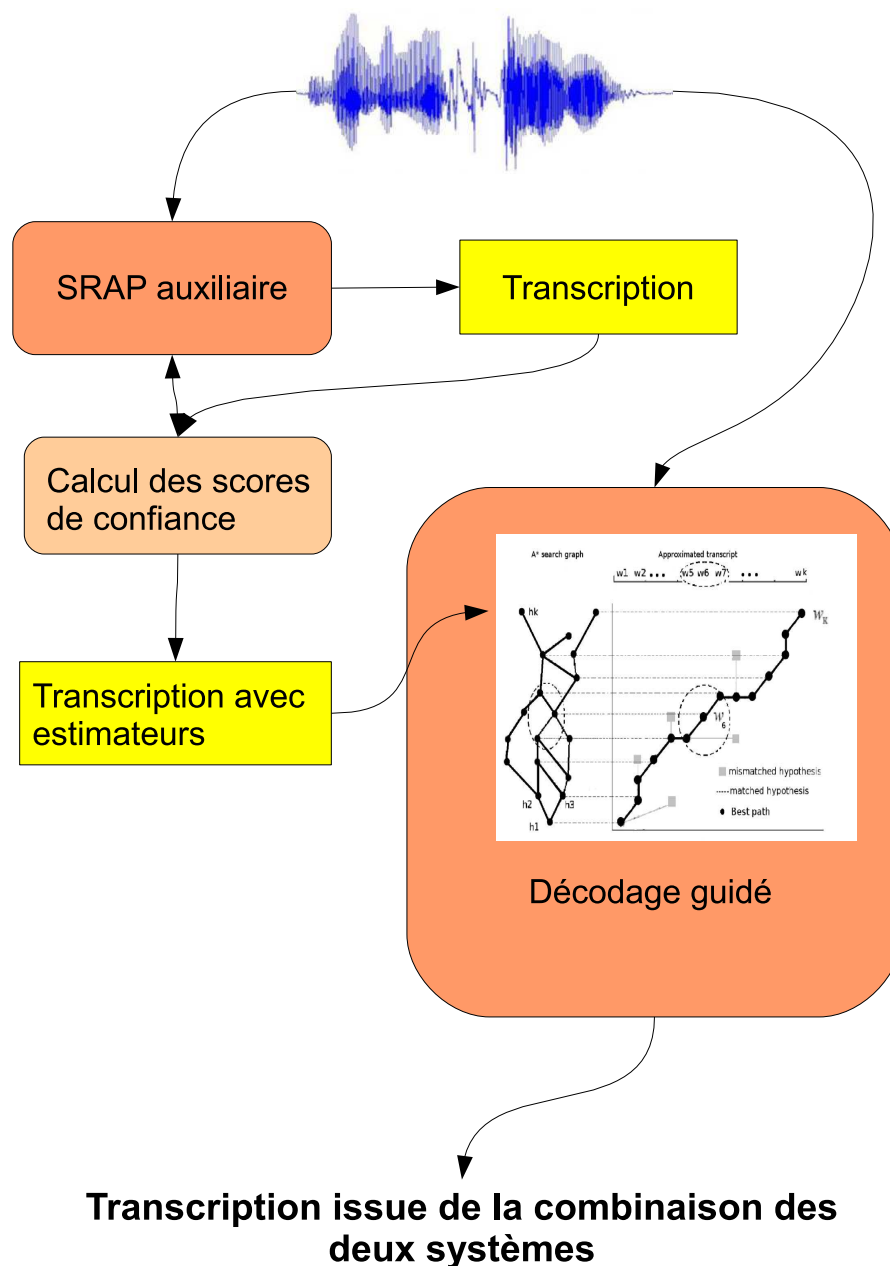 SRAP auxiliaire
Transcription
Calcul des scores
de confiance
Transcription avec
estimateurs
A* search graph
Approximated transcript
w1 w2 ••• w5 w6 w7 ••• wk
hk
W_K
W_6
h2
h3
h1
mismatched hypothesis
matched hypothesis
Best path
Décodage guidé
Transcription issue de la combinaison des
deux systèmes